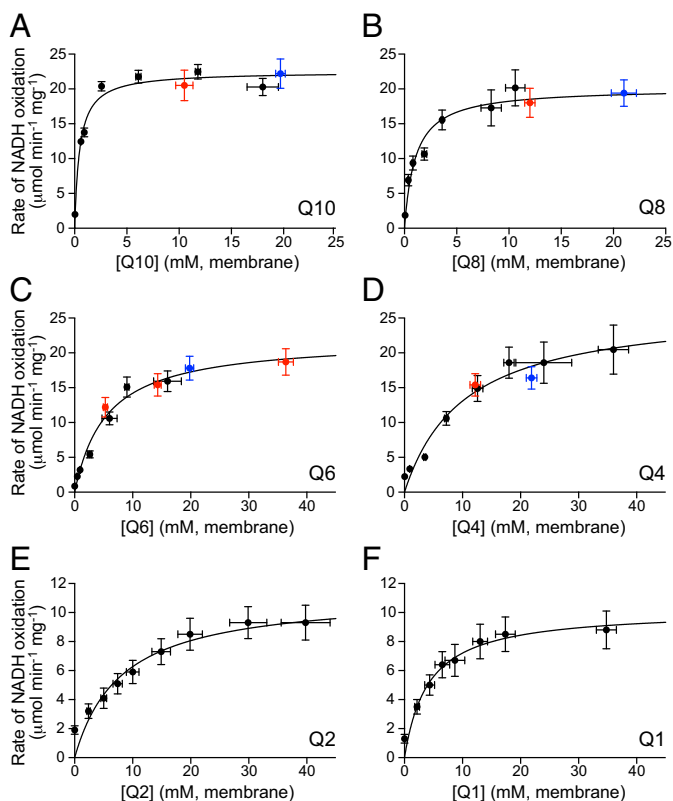 A
Rate of NADH oxidation
(μmol min⁻¹ mg⁻¹)
25
20
15
10
5
0
0 5 10 15 20 25
[Q10] (mM, membrane)
Q10
B
25
20
15
10
5
0
0 5 10 15 20 25
[Q8] (mM, membrane)
Q8
C
Rate of NADH oxidation
(μmol min⁻¹ mg⁻¹)
25
20
15
10
5
0
0 10 20 30 40
[Q6] (mM, membrane)
Q6
D
25
20
15
10
5
0
0 10 20 30 40
[Q4] (mM, membrane)
Q4
E
Rate of NADH oxidation
(μmol min⁻¹ mg⁻¹)
12
10
8
6
4
2
0
0 10 20 30 40
[Q2] (mM, membrane)
Q2
F
12
10
8
6
4
2
0
0 10 20 30 40
[Q1] (mM, membrane)
Q1